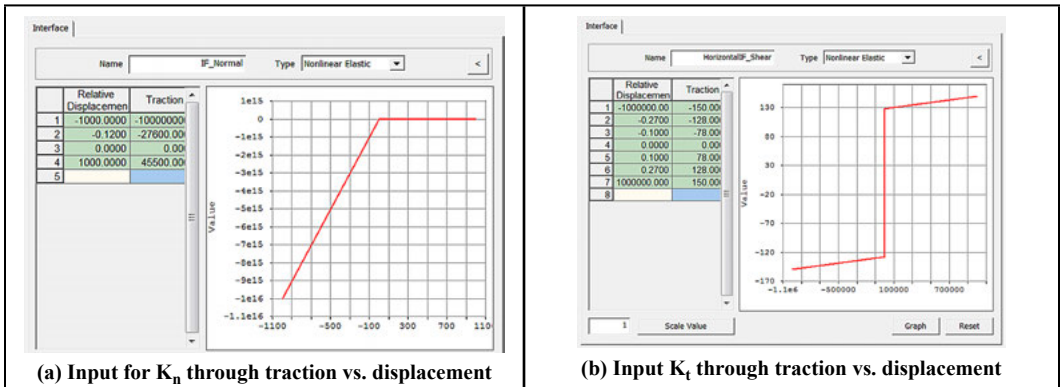 Interface
Name IF_Normal Type Nonlinear Elastic <
Relative Displacemen Traction
1 -1000.0000 -10000000
2 -0.1200 -27600.00
3 0.0000 0.00
4 1000.0000 45500.00
5
Value
1e15
0
-1e15
-2e15
-3e15
-4e15
-5e15
-6e15
-7e15
-8e15
-9e15
-1e16
-1.1e16
-1100 -500 -100 300 700 110
(a) Input for Kn through traction vs. displacement
Interface
Name HorizontalIF_Shear Type Nonlinear Elastic <
Relative Displacemen Traction
1 -1000000.00 -150.00
2 -0.2700 -128.00
3 -0.1000 -78.00
4 0.0000 0.00
5 0.1000 78.00
6 0.2700 128.00
7 1000000.000 150.00
8
Value
130
80
30
-20
-70
-120
-170
-1.1e6 -500000 100000 700000
1 Scale Value Graph Reset
(b) Input Kt through traction vs. displacement